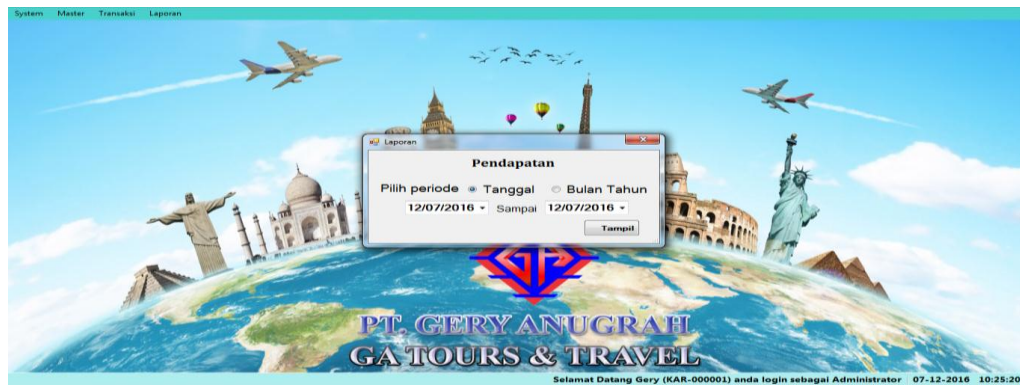 System Master Transaksi Laporan
Laporan
Pendapatan
Pilih periode Tanggal Bulan Tahun
12/07/2016 Sampai 12/07/2016
Tampil
PT. GERY ANUGRAH
GA TOURS & TRAVEL
Selamat Datang Gery (KAR-000001) anda login sebagai Administrator 07-12-2016 10:25:20